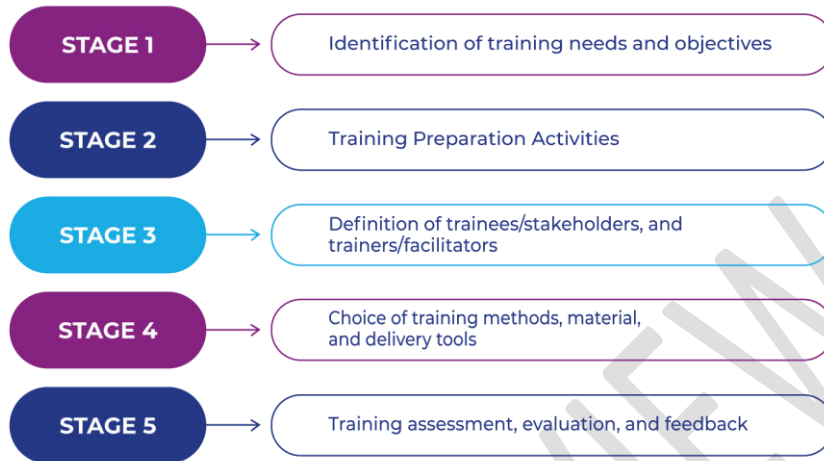 STAGE 1
Identification of training needs and objectives
STAGE 2
Training Preparation Activities
STAGE 3
Definition of trainees/stakeholders, and
trainers/facilitators
STAGE 4
Choice of training methods, material,
and delivery tools
STAGE 5
Training assessment, evaluation, and feedback
VIEW